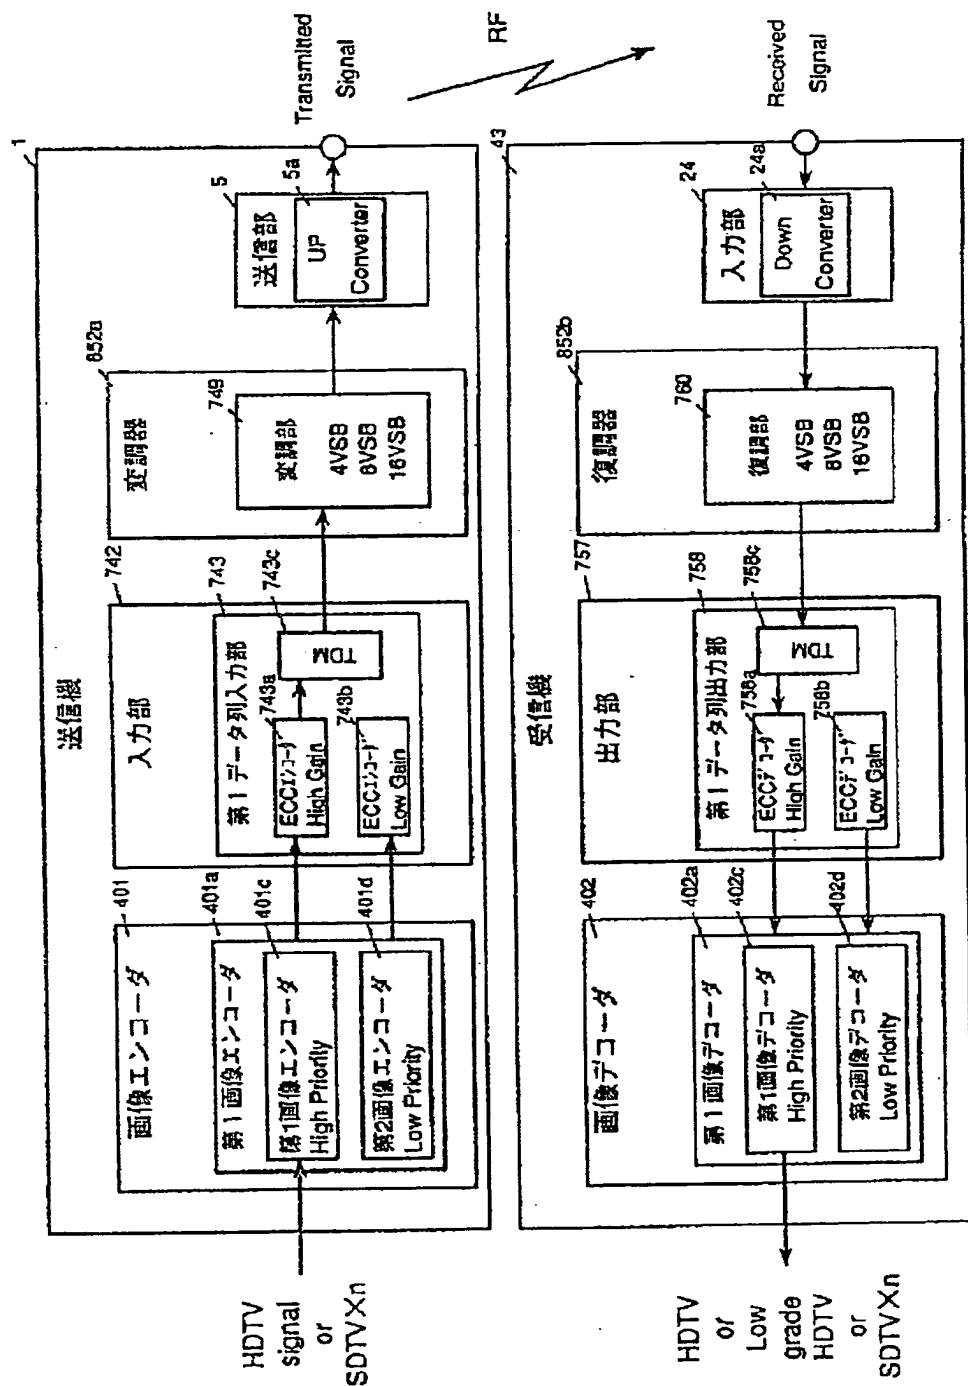 送信機
1
HDTV
signal
or
SDTVXn
画像エンコーダ
401
第1画像エンコーダ
401a
第1画像エンコーダ
High Priority
401c
第2画像エンコーダ
Low Priority
401d
入力部
742
第1データ列入力部
743
ECCエンコーダ
High Gain
743a
ECCエンコーダ
Low Gain
743b
TDM
743c
変調器
852a
変調部
4VSB
8VSB
16VSB
749
送信部
5
UP
Converter
5a
Transmitted
Signal
RF
受信機
43
HDTV
or
Low
grade
HDTV
or
SDTVXn
画像デコーダ
402
第1画像デコーダ
402a
第1画像デコーダ
High Priority
402c
第2画像デコーダ
Low Priority
402d
出力部
757
第1データ列出力部
758
ECCデコーダ
High Gain
758a
ECCデコーダ
Low Gain
758b
TDM
758c
復調器
852b
復調部
4VSB
8VSB
16VSB
760
入力部
24
Down
Converter
24a
Received
Signal